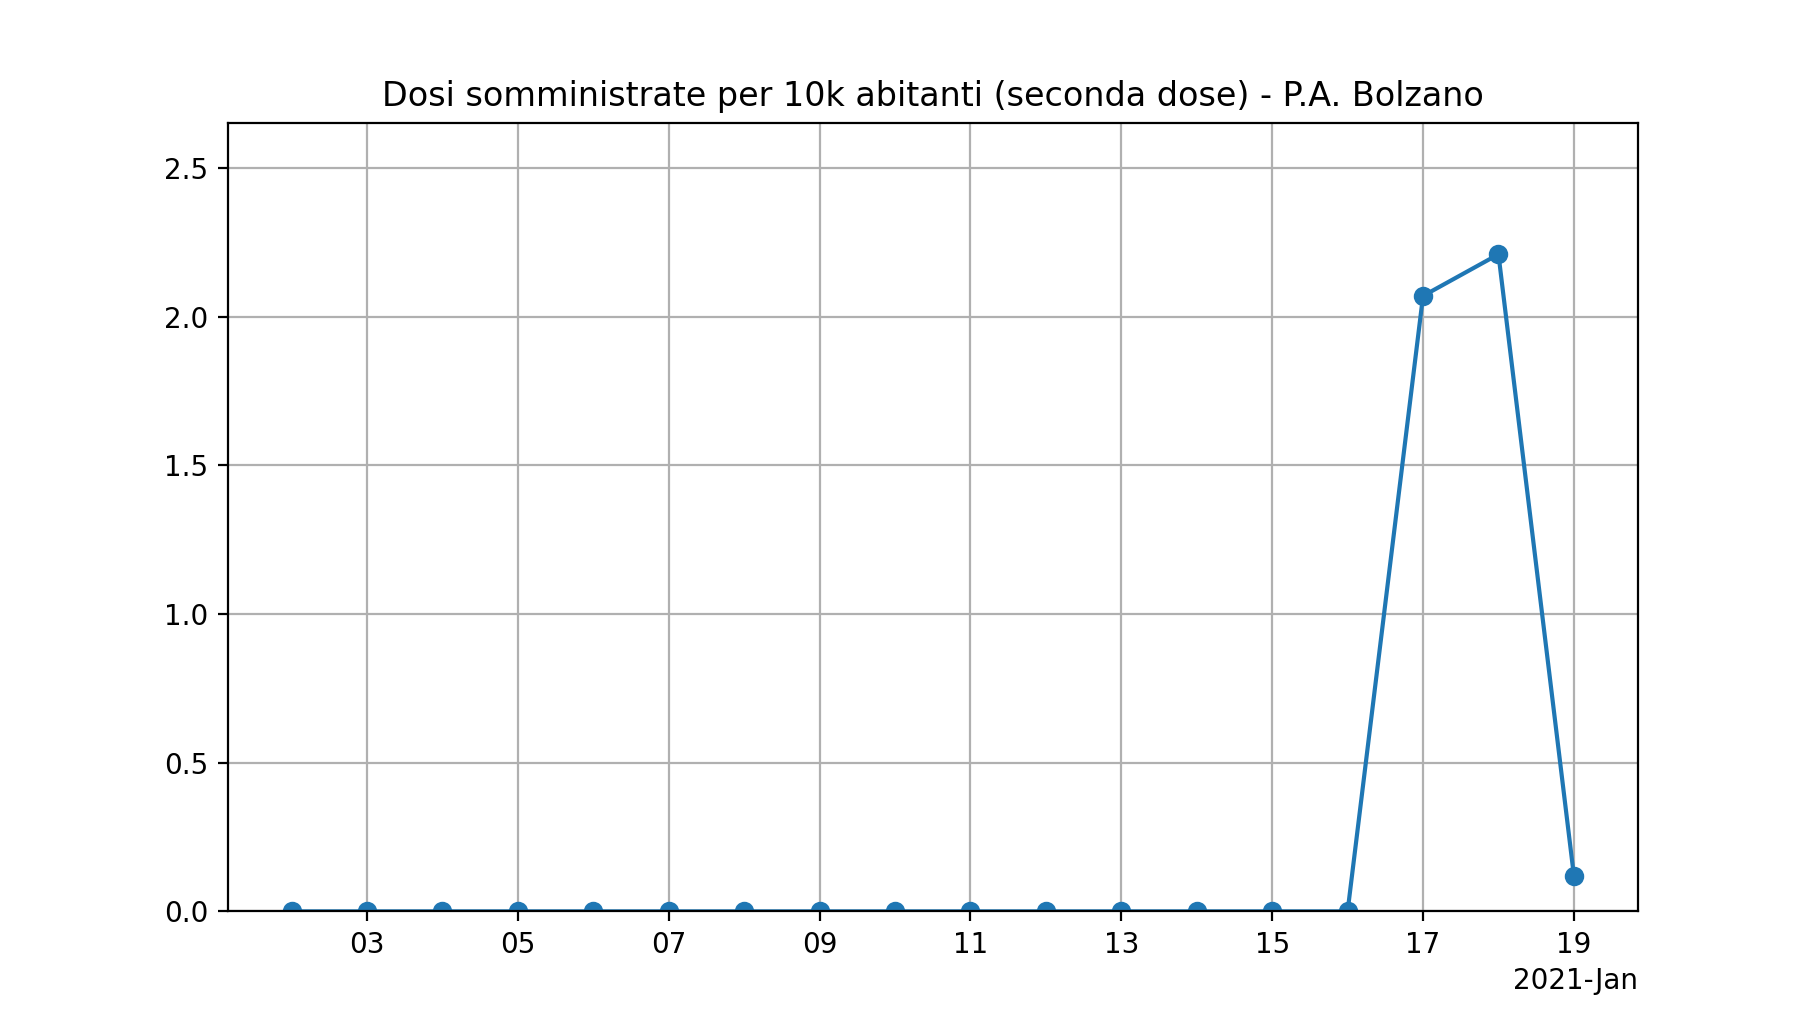 Dosi somministrate per 10k abitanti (seconda dose) - P.A. Bolzano
2.5
2.0
1.5
1.0
0.5
0.0
03 05 07 09 11 13 15 17 19
2021-Jan